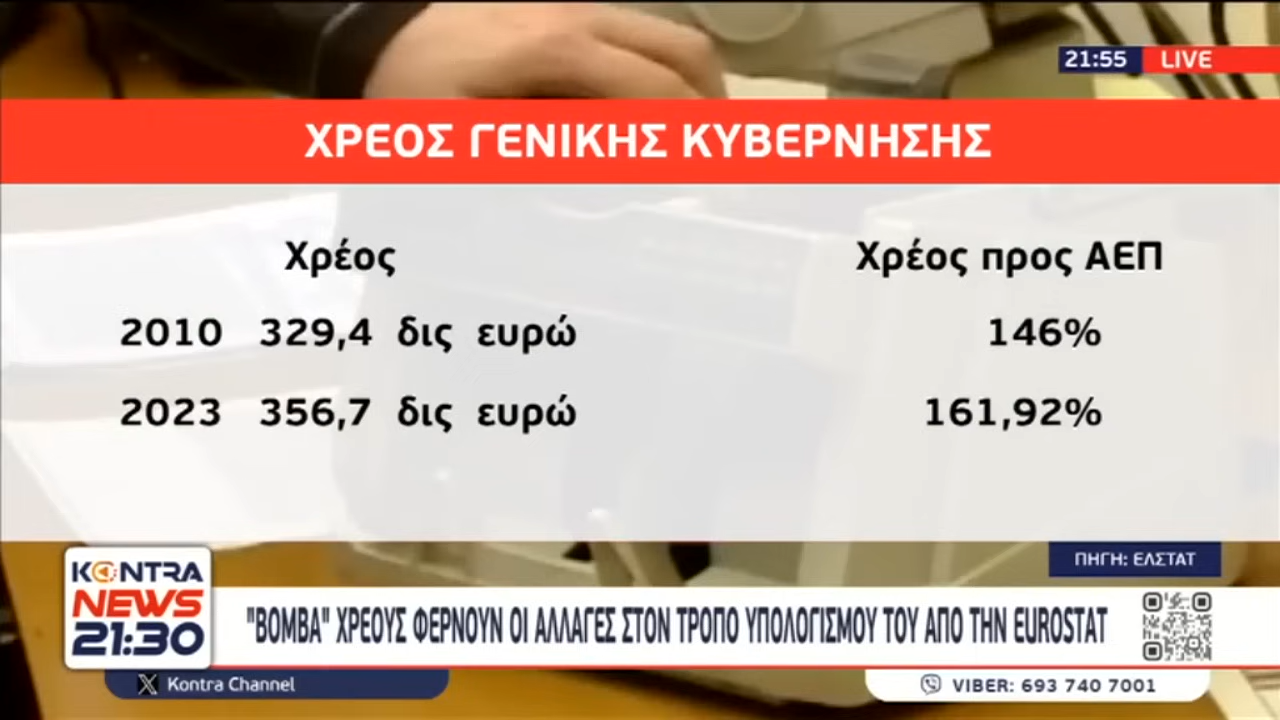 21:55 LIVE
ΧΡΕΟΣ ΓΕΝΙΚΗΣ ΚΥΒΕΡΝΗΣΗΣ
Χρέος Χρέος προς ΑΕΠ
2010 329,4 δις ευρώ 146%
2023 356,7 δις ευρώ 161,92%
ΠΗΓΗ: ΕΛΣΤΑΤ
KONTRA
NEWS
21:30
"ΒΟΜΒΑ" ΧΡΕΟΥΣ ΦΕΡΝΟΥΝ ΟΙ ΑΛΛΑΓΕΣ ΣΤΟΝ ΤΡΟΠΟ ΥΠΟΛΟΓΙΣΜΟΥ ΤΟΥ ΑΠΟ ΤΗΝ EUROSTAT
Kontra Channel
VIBER: 693 740 7001